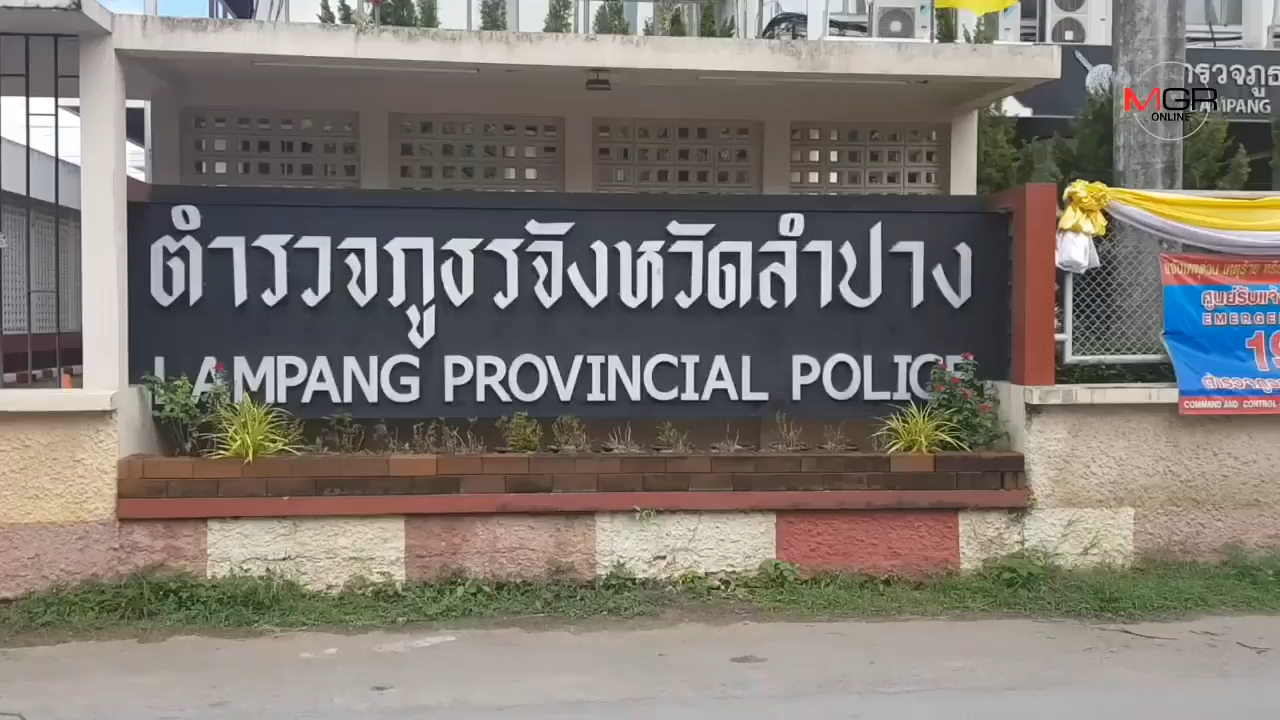 ตำรวจภูธรจังหวัดลำปาง
LAMPANG PROVINCIAL POLICE
MGR
ONLINE
ศูนย์รับแจ้
EMERGE
19
COMMAND AND CONTROL